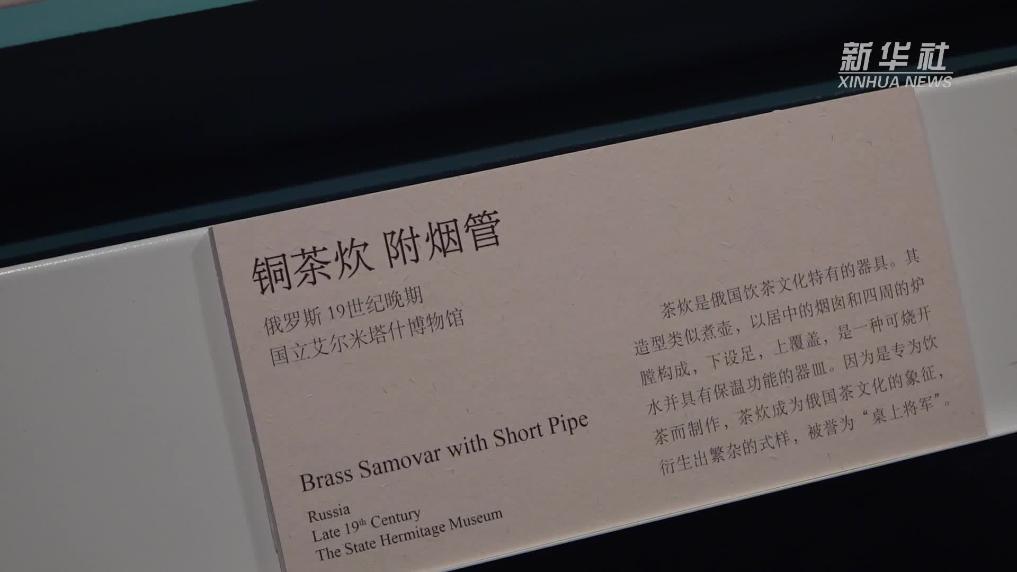 新华社
XINHUA NEWS
铜茶炊 附烟管
俄罗斯 19世纪晚期
国立艾尔米塔什博物馆
Brass Samovar with Short Pipe
Russia
Late 19th Century
The State Hermitage Museum
茶炊是俄国饮茶文化特有的器具。其
造型类似煮壶，以居中的烟囱和四周的炉
膛构成，下设足，上覆盖，是一种可烧开
水并具有保温功能的器皿。因为是专为饮
茶而制作，茶炊成为俄国茶文化的象征，
衍生出繁杂的式样，被誉为“桌上将军”。